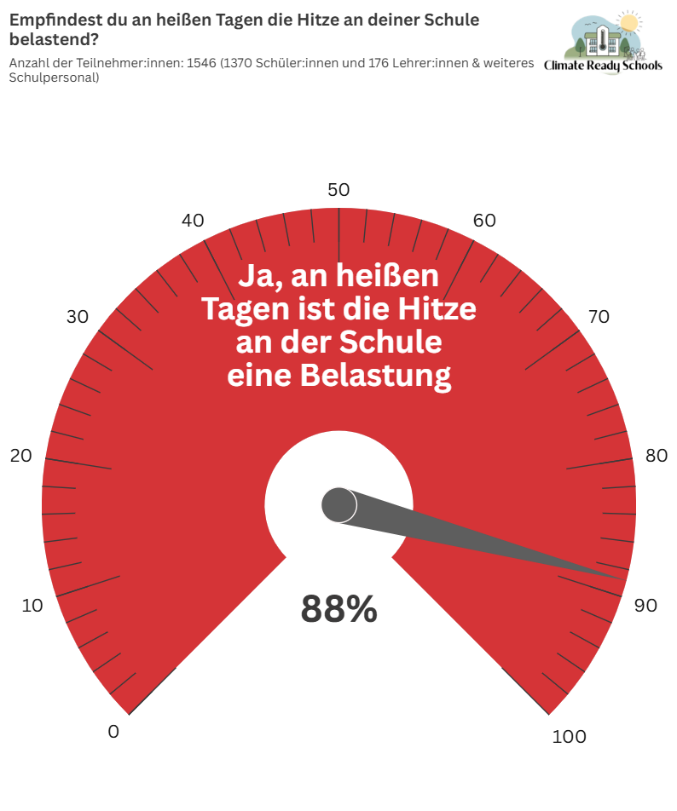 Empfindest du an heißen Tagen die Hitze an deiner Schule
belastend?
Anzahl der Teilnehmer:innen: 1546 (1370 Schüler:innen und 176 Lehrer:innen & weiteres
Schulpersonal)
Climate Ready Schools
50
40
60
30
70
20
80
10
90
0
100
Ja, an heißen
Tagen ist die Hitze
an der Schule
eine Belastung
88%